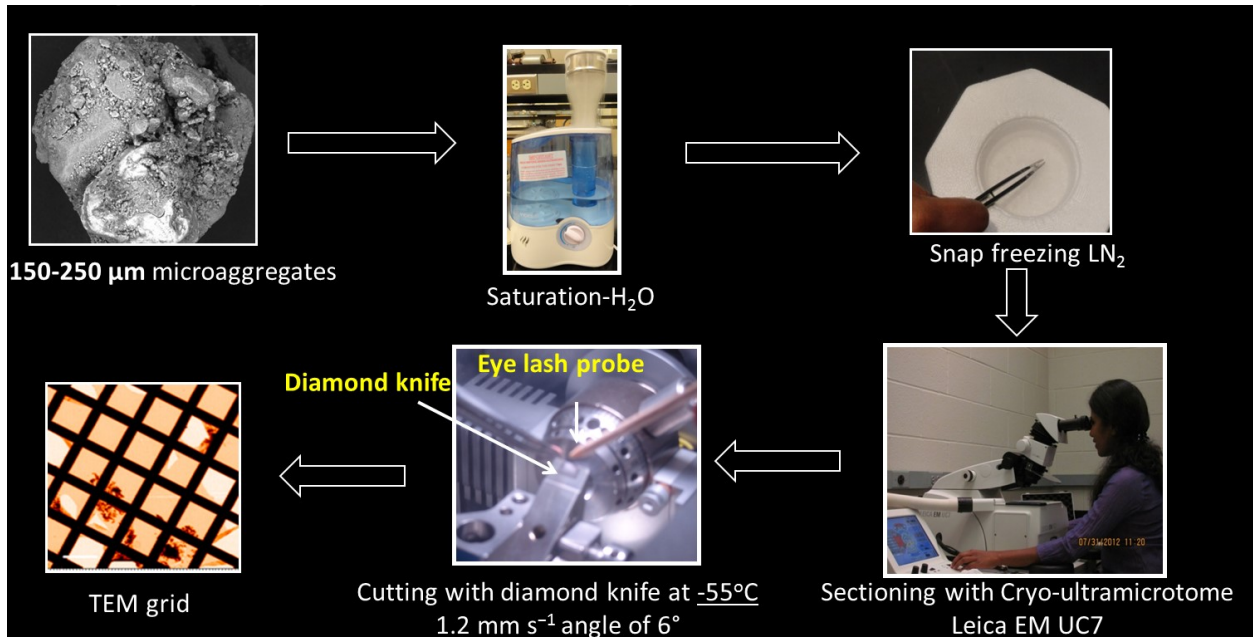 150-250 µm microaggregates
Saturation-H₂O
Snap freezing LN₂
Sectioning with Cryo-ultramicrotome
Leica EM UC7
07/31/2012 11:20
Eye lash probe
Diamond knife
Cutting with diamond knife at -55°C
1.2 mm s⁻¹ angle of 6°
TEM grid